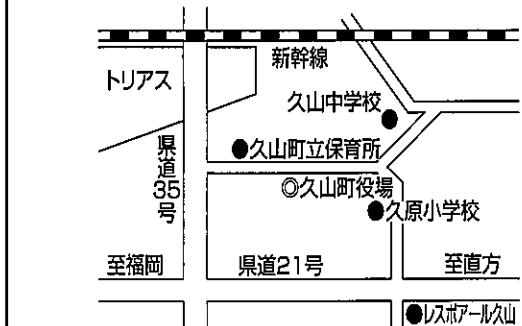 新幹線
トリアス
久山中学校
県道35号
●久山町立保育所
◎久山町役場
●久原小学校
至福岡
県道21号
至直方
●レスポアール久山